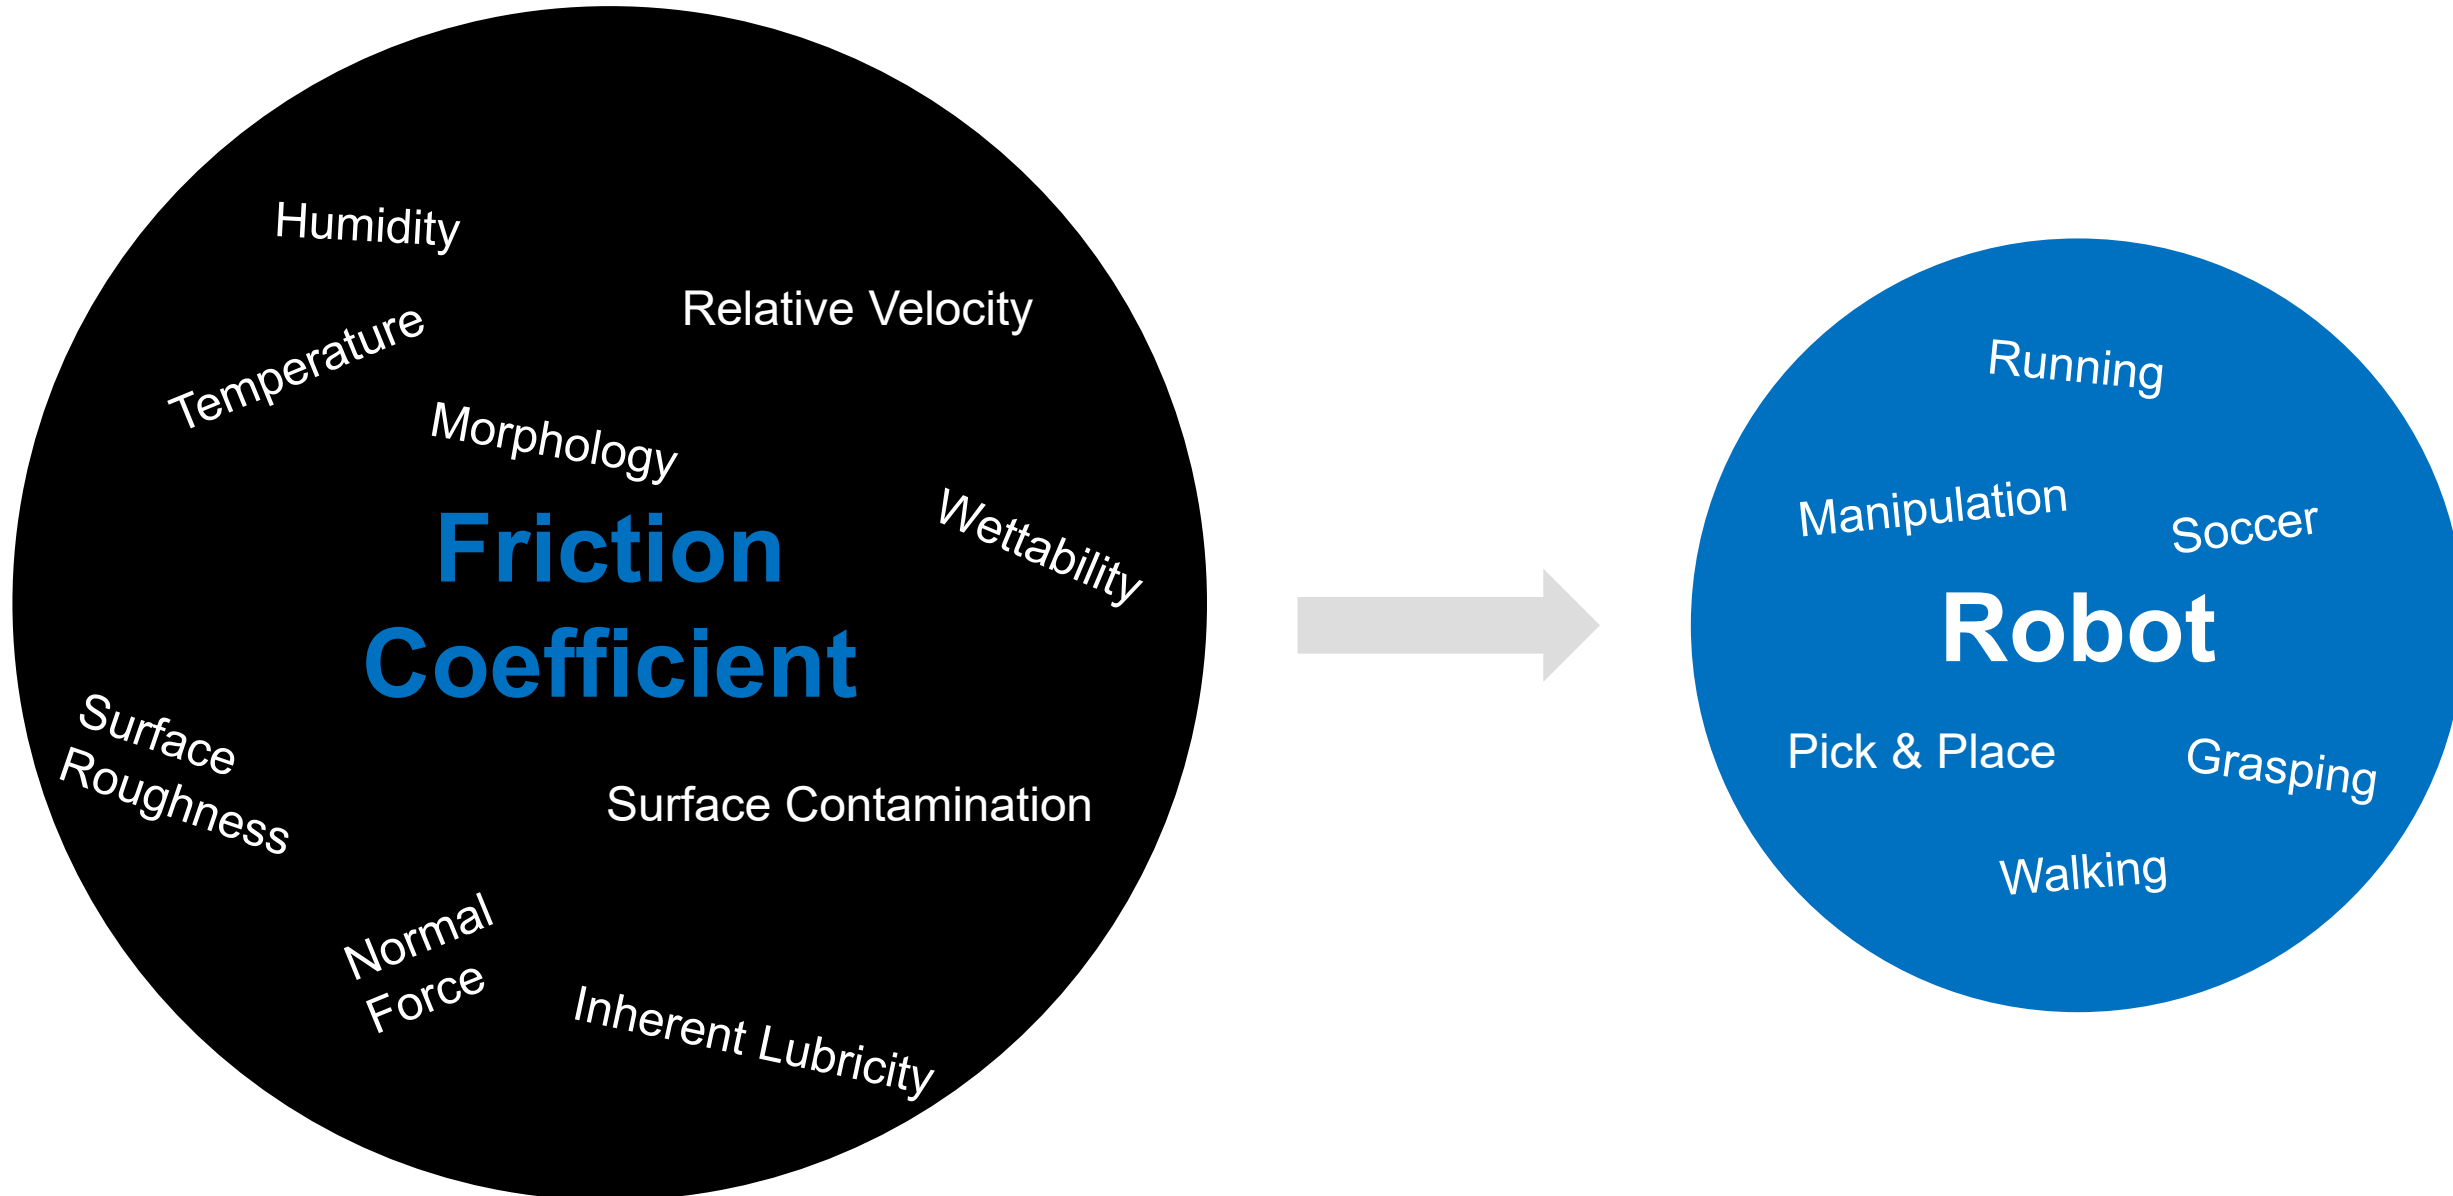 Humidity
Relative Velocity
Temperature
Morphology
Wettability
Friction
Coefficient
Surface
Roughness
Surface Contamination
Normal
Force
Inherent Lubricity
Running
Manipulation
Soccer
Robot
Pick & Place
Grasping
Walking